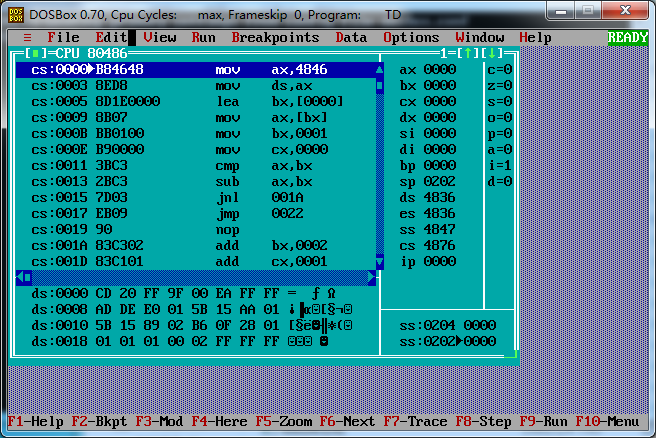 DOSBox 0.70, Cpu Cycles: max, Frameskip 0, Program: TD
≡ File Edit View Run Breakpoints Data Options Window Help READY
[■]=CPU 80486 1=[↑][↓]
cs:0000►B84648 mov ax,4846 ax 0000 c=0
cs:0003 8ED8 mov ds,ax bx 0000 z=0
cs:0005 8D1E0000 lea bx,[0000] cx 0000 s=0
cs:0009 8B07 mov ax,[bx] dx 0000 o=0
cs:000B BB0100 mov bx,0001 si 0000 p=0
cs:000E B90000 mov cx,0000 di 0000 a=0
cs:0011 3BC3 cmp ax,bx bp 0000 i=1
cs:0013 2BC3 sub ax,bx sp 0202 d=0
cs:0015 7D03 jnl 001A ds 4836
cs:0017 EB09 jmp 0022 es 4836
cs:0019 90 nop ss 4847
cs:001A 83C302 add bx,0002 cs 4876
cs:001D 83C101 add cx,0001 ip 0000
ds:0000 CD 20 FF 9F 00 EA FF FF = ƒ Ω
ds:0008 AD DE E0 01 5B 15 AA 01 ¡▐α☺[§¬☺
ds:0010 5B 15 89 02 B6 0F 28 01 [§ë☻╢☼(☺ ss:0204 0000
ds:0018 01 01 01 00 02 FF FF FF ☺☺☺ ☻ ss:0202►0000
F1-Help F2-Bkpt F3-Mod F4-Here F5-Zoom F6-Next F7-Trace F8-Step F9-Run F10-Menu